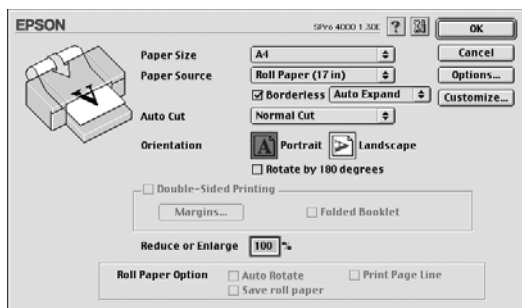 EPSON SPro 4000 1.30E ? OK
Paper Size A4 Cancel
Paper Source Roll Paper (17 in) Options...
Borderless Auto Expand Customize...
Auto Cut Normal Cut
Orientation A Portrait A Landscape
Rotate by 180 degrees
Double-Sided Printing
Margins... Folded Booklet
Reduce or Enlarge 100 %
Roll Paper Option Auto Rotate Print Page Line
Save roll paper